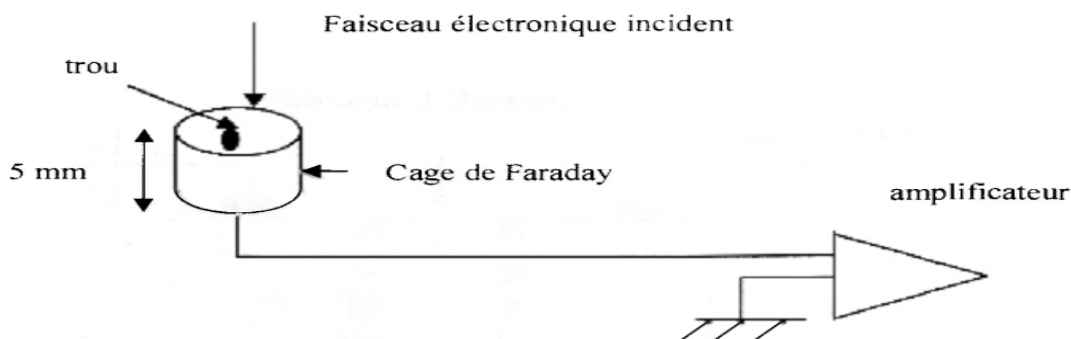 Faisceau électronique incident
trou
5 mm
Cage de Faraday
amplificateur